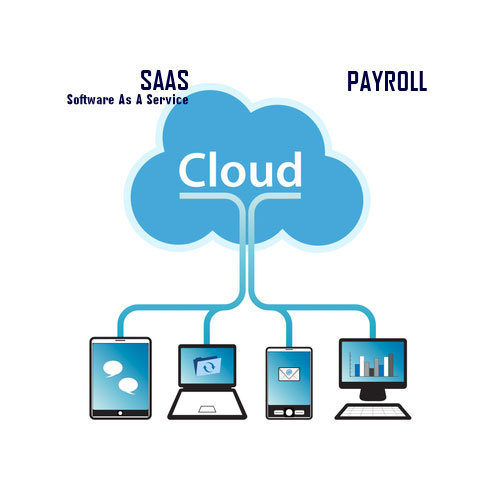 SAAS
PAYROLL
Software As A Service
Cloud